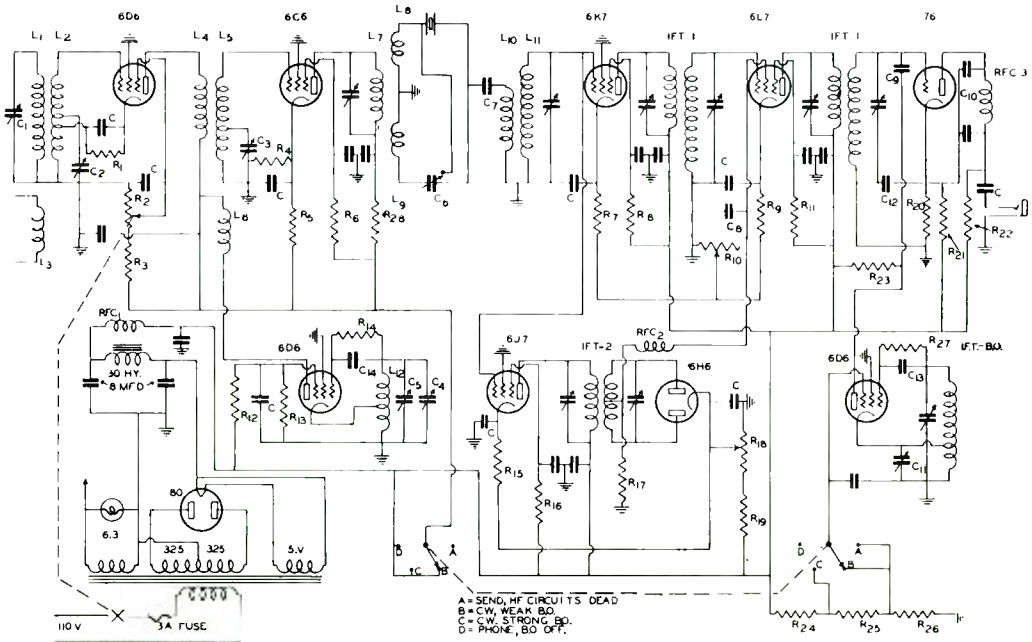 6D6 6C6 L8 6K7 6L7 76
L1 L2 L4 L5 L7 L10 L11 IFT 1 IFT 1
C9 RFC 3
C1 C C3 C7 C10
R4
C2 R1 C C C C C12 C
R2 C6 C8 R20
L3 L8 R5 R6 L9 R28 R7 R8 R9 R11 R22
R3 R10 R21
R23
RFC1 R14 RFC2 R27
6D6 6J7 IFT-2 6H6 6D6 I.F.T.-B.O.
30 HY. C14 L12 C13
8 MFD C5 C4 C
R12 C R13 C R18
R15 C11
80 R16 R17
R19
6.3 325 325 5.V
D A D A
C B C B
A = SEND, HF CIRCUITS DEAD
B = CW, WEAK B.O.
C = CW. STRONG B.O.
D = PHONE, B.O OFF.
R24 R25 R26
110 V 3A FUSE